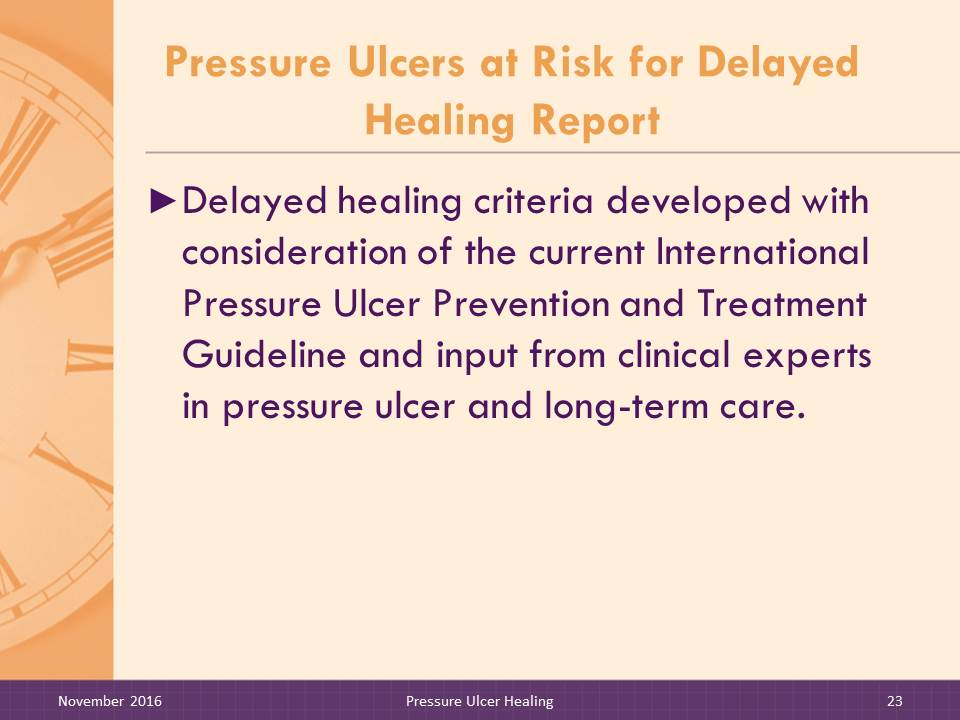 Pressure Ulcers at Risk for Delayed
Healing Report
►Delayed healing criteria developed with
consideration of the current International
Pressure Ulcer Prevention and Treatment
Guideline and input from clinical experts
in pressure ulcer and long-term care.
November 2016
Pressure Ulcer Healing
23